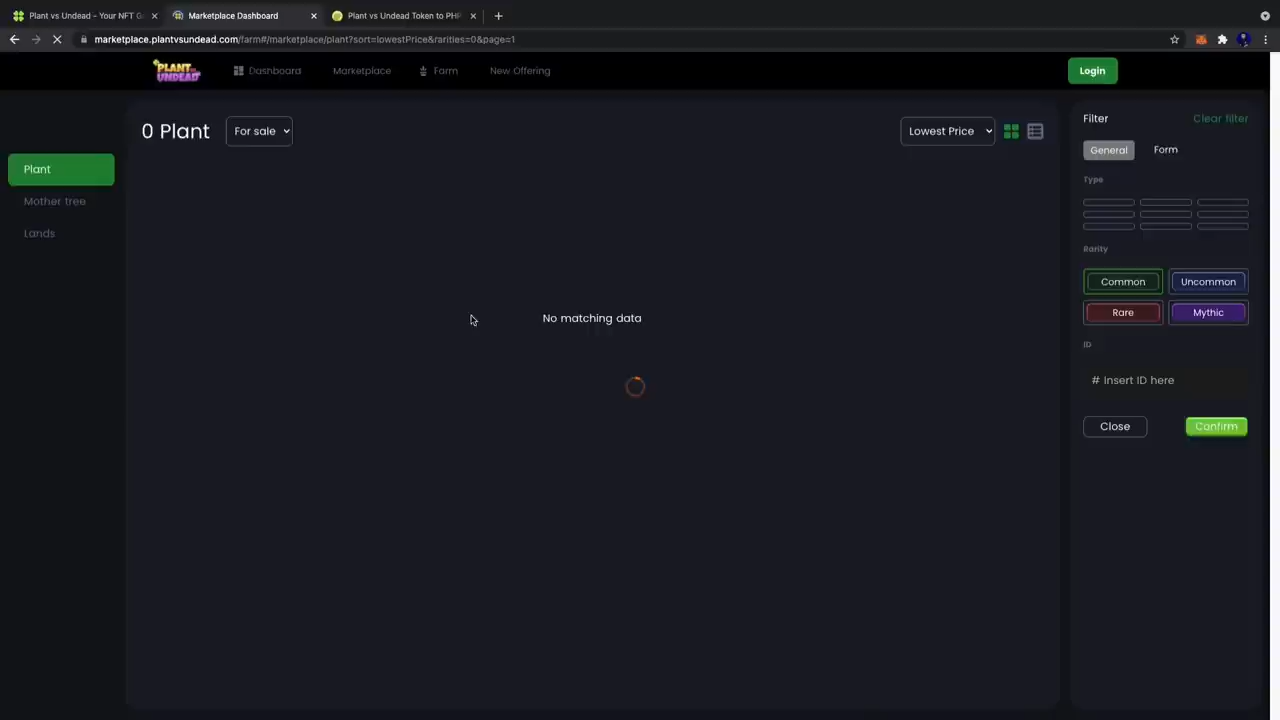 Plant vs Undead – Your NFT G
Marketplace Dashboard
Plant vs Undead Token to PHP
marketplace.plantvsundead.com/farm#/marketplace/plant?sort=lowestPrice&rarities=0&page=1
PLANT
UNDEAD
Dashboard
Marketplace
Farm
New Offering
Login
0 Plant
For sale
Lowest Price
Plant
Mother tree
Lands
No matching data
Filter
Clear filter
General
Form
Type
Rarity
Common
Uncommon
Rare
Mythic
ID
# Insert ID here
Close
Confirm